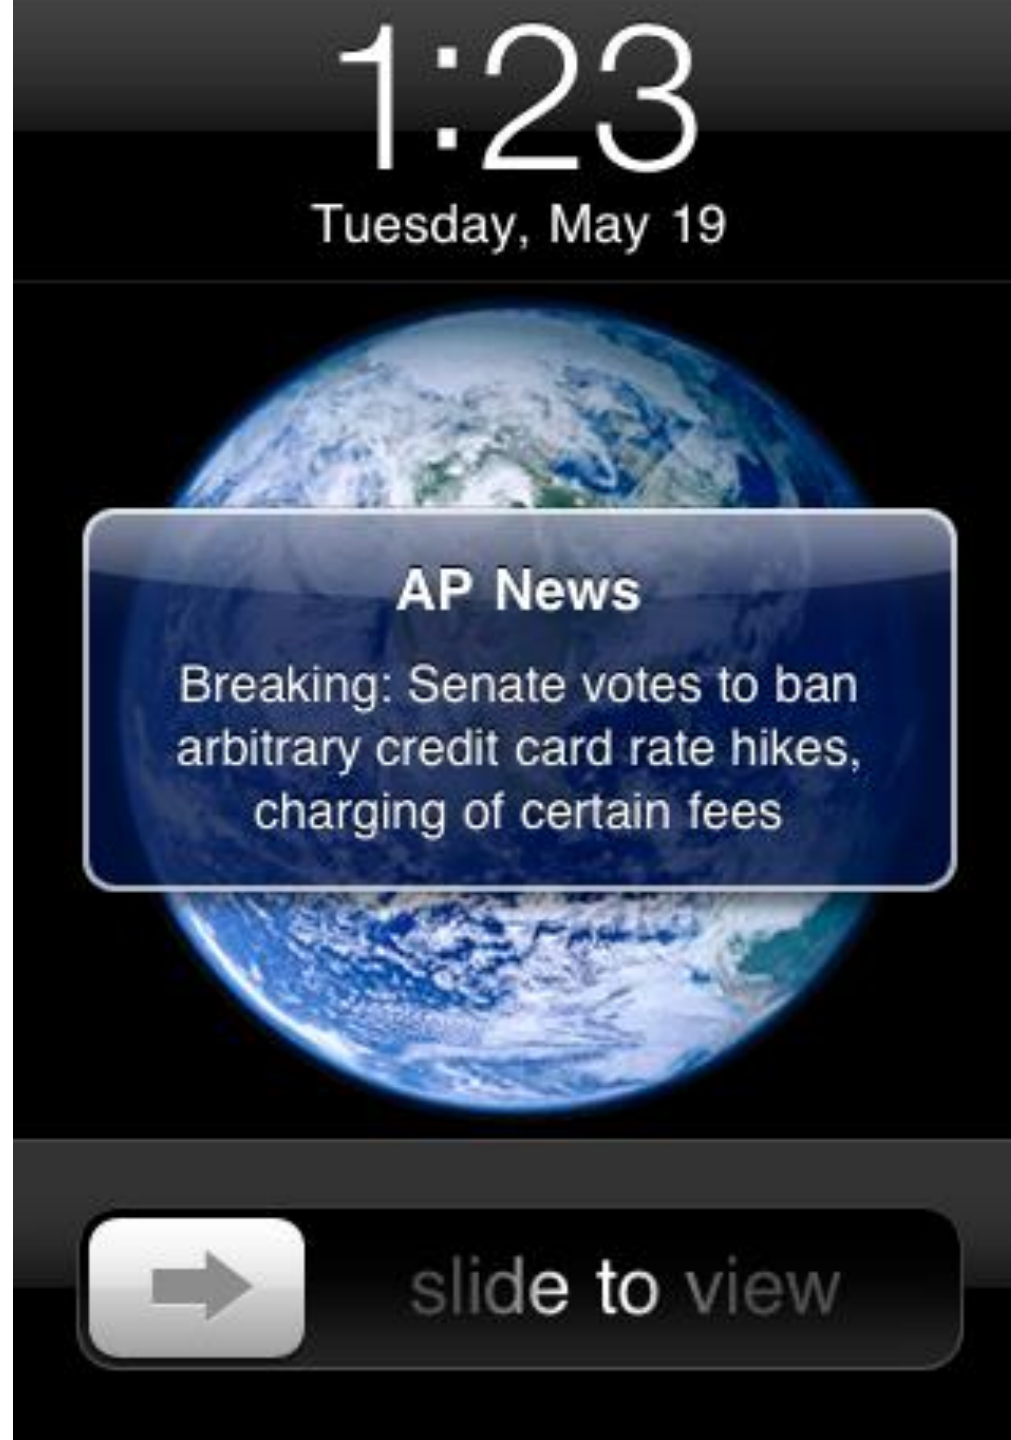 1:23
Tuesday, May 19
AP News
Breaking: Senate votes to ban
arbitrary credit card rate hikes,
charging of certain fees
slide to view